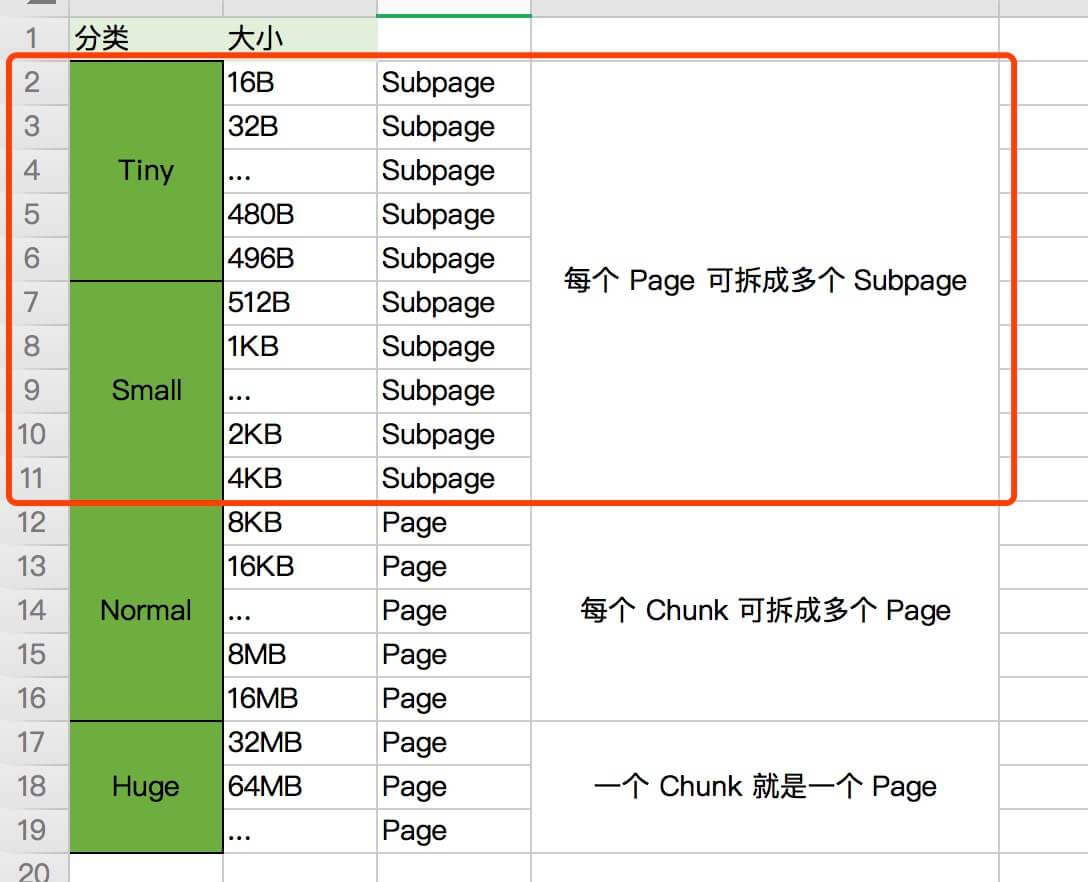 1 分类 大小
2 16B Subpage
3 32B Subpage
4 Tiny ... Subpage
5 480B Subpage
6 496B Subpage
每个 Page 可拆成多个 Subpage
7 512B Subpage
8 1KB Subpage
9 Small ... Subpage
10 2KB Subpage
11 4KB Subpage
12 8KB Page
13 16KB Page
14 Normal ... Page 每个 Chunk 可拆成多个 Page
15 8MB Page
16 16MB Page
17 32MB Page
18 Huge 64MB Page 一个 Chunk 就是一个 Page
19 ... Page
20